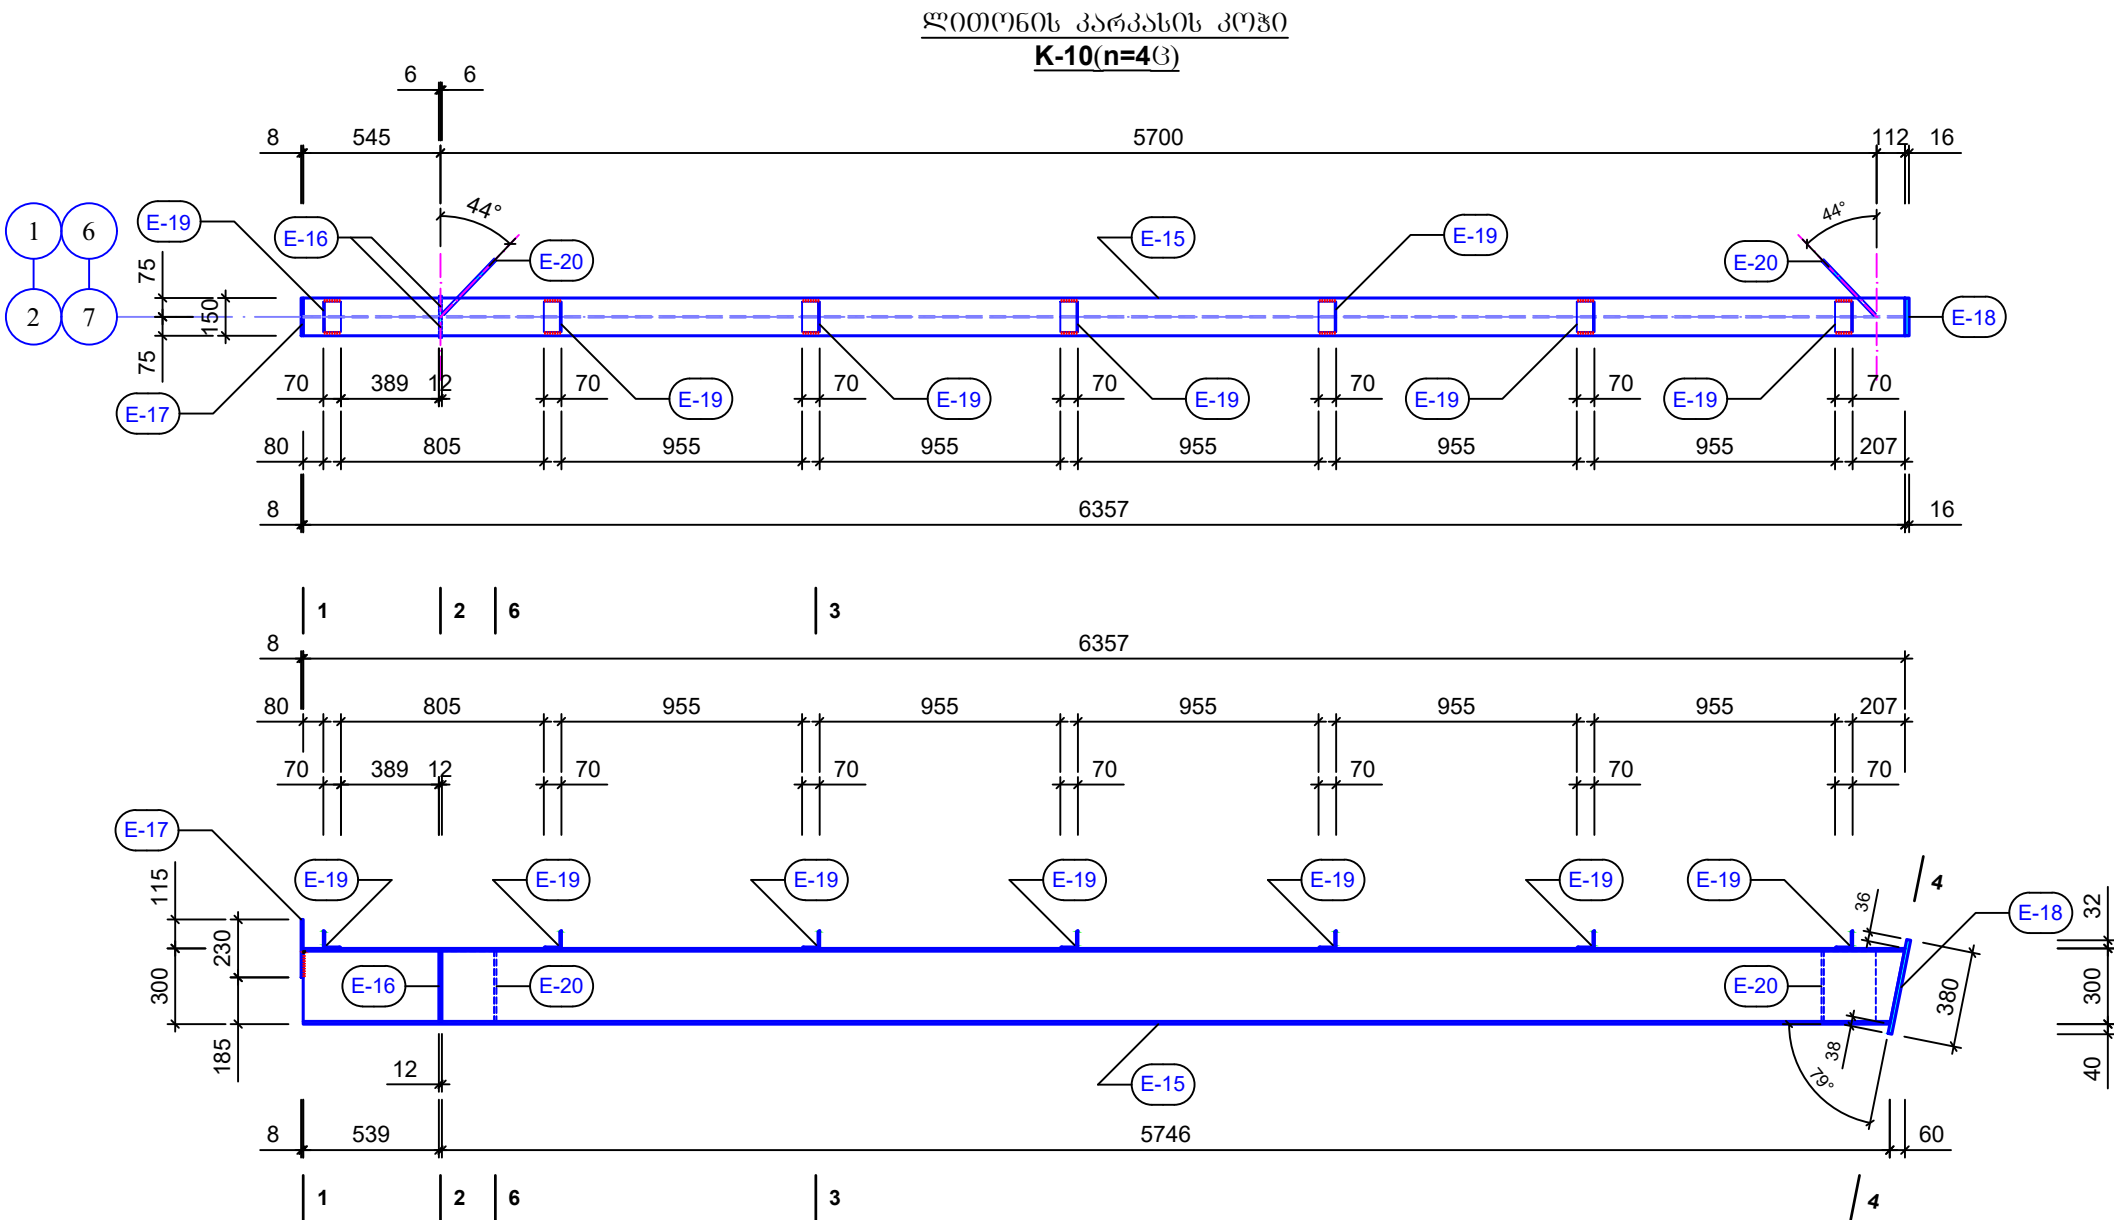 ლითონის კარკასის კოჭი
K-10(n=4ც)
6 6
8 545 5700 112 16
44° 44°
1 6 E-19 E-16 E-20 E-15 E-19 E-20
2 7 E-18
75 150 75
70 389 12 70 70 70 70 70 70
E-17 E-19 E-19 E-19 E-19 E-19
80 805 955 955 955 955 955 207
8 6357 16
1 2 6 3
8 6357
80 805 955 955 955 955 955 207
70 389 12 70 70 70 70 70 70
E-17
E-19 E-19 E-19 E-19 E-19 E-19 E-19 4
115 230 36 E-18 32
300 E-16 E-20 E-20 380 300
185 38 40
12 E-15 79°
8 539 5746 60
1 2 6 3 4